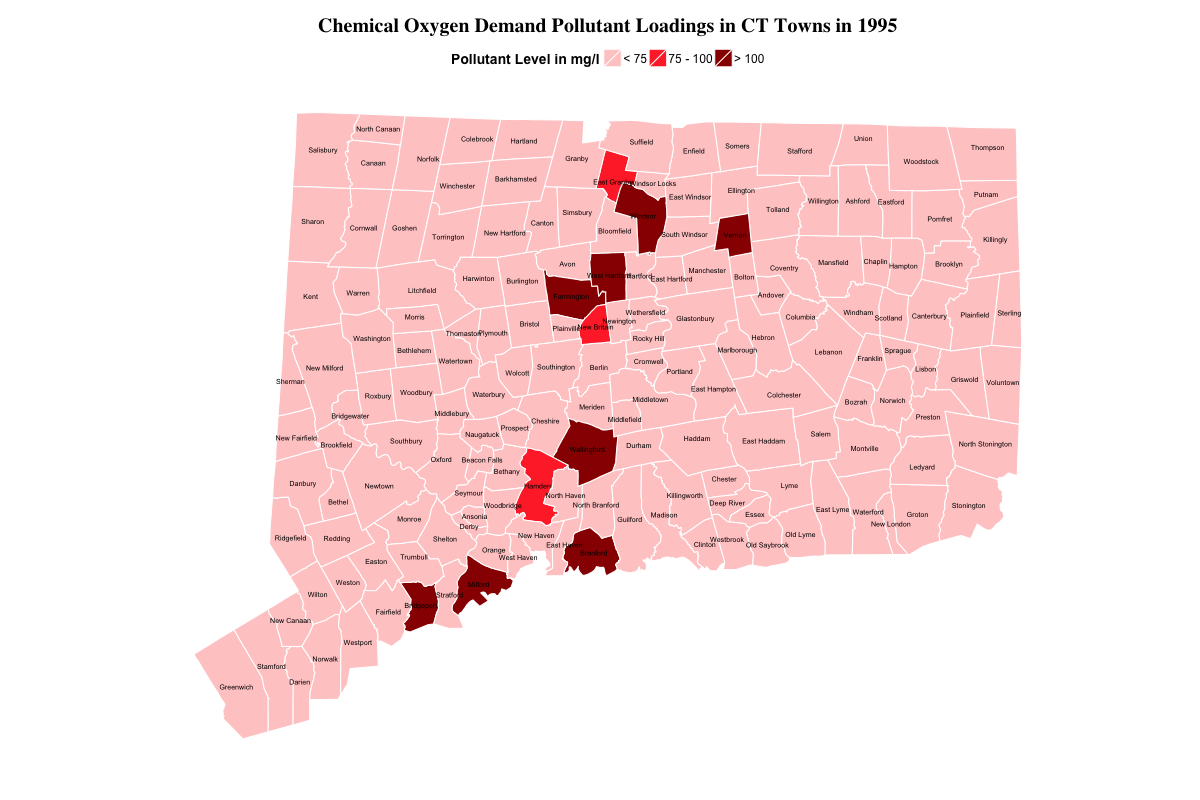 Chemical Oxygen Demand Pollutant Loadings in CT Towns in 1995
Pollutant Level in mg/l < 75 75 - 100 > 100
North Canaan
Colebrook
Hartland
Suffield
Union
Salisbury
Canaan
Norfolk
Granby
Enfield
Somers
Stafford
Woodstock
Thompson
Winchester
Barkhamsted
East Granby
Windsor Locks
East Windsor
Ellington
Tolland
Willington
Ashford
Eastford
Putnam
Sharon
Cornwall
Goshen
Torrington
New Hartford
Canton
Simsbury
Bloomfield
Windsor
South Windsor
Vernon
Pomfret
Killingly
Kent
Warren
Litchfield
Harwinton
Burlington
Avon
West Hartford
Hartford
East Hartford
Manchester
Bolton
Coventry
Mansfield
Chaplin
Hampton
Brooklyn
Farmington
Andover
Morris
Washington
Bethlehem
Thomaston
Plymouth
Bristol
Plainville
New Britain
Newington
Wethersfield
Rocky Hill
Glastonbury
Columbia
Windham
Scotland
Canterbury
Plainfield
Sterling
Hebron
Marlborough
Lebanon
Franklin
Sprague
Lisbon
Griswold
Voluntown
New Milford
Sherman
Roxbury
Woodbury
Watertown
Waterbury
Wolcott
Southington
Berlin
Cromwell
Portland
East Hampton
Colchester
Bozrah
Norwich
Preston
Bridgewater
Middlebury
Prospect
Cheshire
Meriden
Middletown
Middlefield
New Fairfield
Brookfield
Southbury
Naugatuck
Wallingford
Durham
Haddam
East Haddam
Salem
Montville
North Stonington
Oxford
Beacon Falls
Bethany
Ledyard
Danbury
Bethel
Newtown
Seymour
Woodbridge
Hamden
North Haven
North Branford
Killingworth
Chester
Deep River
Lyme
Stonington
Monroe
Ansonia
Derby
Guilford
Madison
Essex
East Lyme
Waterford
New London
Groton
Ridgefield
Redding
Shelton
Orange
New Haven
West Haven
East Haven
Branford
Clinton
Westbrook
Old Saybrook
Old Lyme
Easton
Trumbull
Milford
Stratford
Wilton
Weston
Bridgeport
Fairfield
New Canaan
Westport
Norwalk
Stamford
Darien
Greenwich